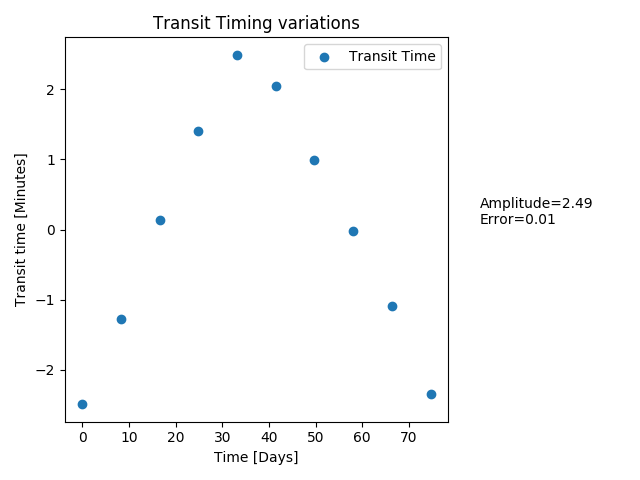 Transit Timing variations
Transit Time
2
1
0
−1
−2
Transit time [Minutes]
Amplitude=2.49
Error=0.01
0 10 20 30 40 50 60 70
Time [Days]